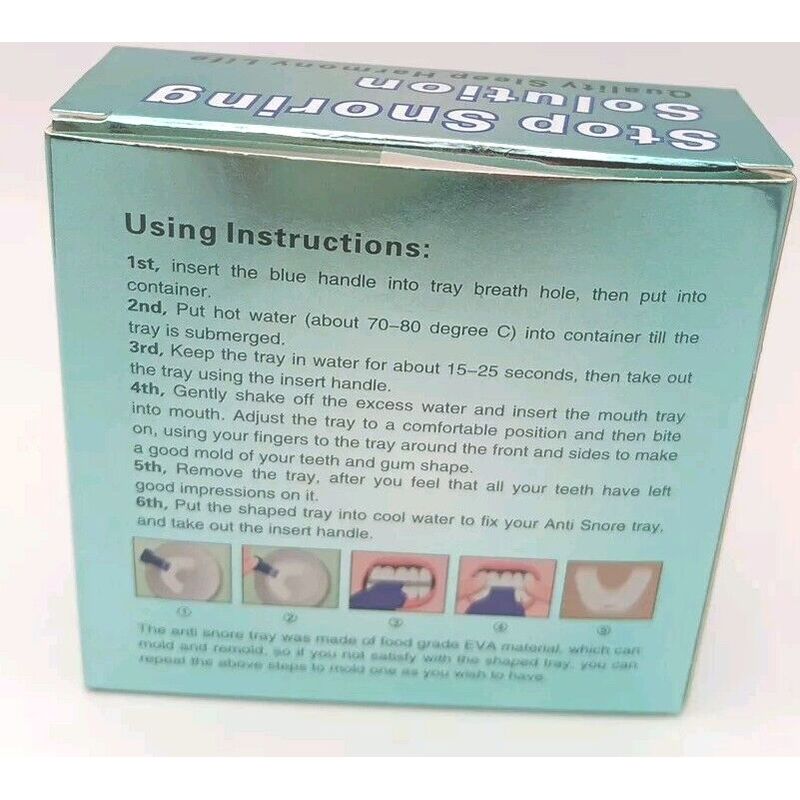 Stop Snoring
Solution
Quality Sleep Harmony Life
Using Instructions:
1st, insert the blue handle into tray breath hole, then put into
container.
2nd, Put hot water (about 70–80 degree C) into container till the
tray is submerged.
3rd, Keep the tray in water for about 15–25 seconds, then take out
the tray using the insert handle.
4th, Gently shake off the excess water and insert the mouth tray
into mouth. Adjust the tray to a comfortable position and then bite
on, using your fingers to the tray around the front and sides to make
a good mold of your teeth and gum shape.
5th, Remove the tray, after you feel that all your teeth have left
good impressions on it.
6th, Put the shaped tray into cool water to fix your Anti Snore tray,
and take out the insert handle.
① ② ③ ④ ⑤
The anti snore tray was made of food grade EVA material, which can
mold and remold, so if you not satisfy with the shaped tray, you can
repeat the above steps to mold one as you wish to have.